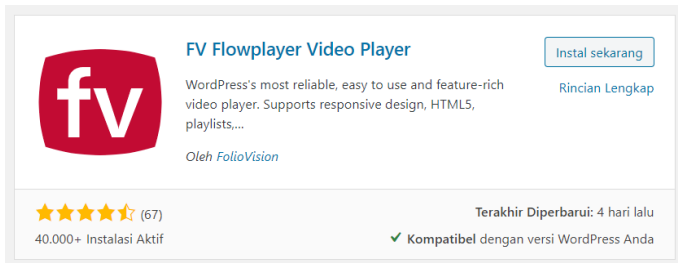 fv
FV Flowplayer Video Player
Instal sekarang
WordPress's most reliable, easy to use and feature-rich
video player. Supports responsive design, HTML5,
playlists,...
Rincian Lengkap
Oleh FolioVision
(67)
Terakhir Diperbarui: 4 hari lalu
40.000+ Instalasi Aktif
Kompatibel dengan versi WordPress Anda